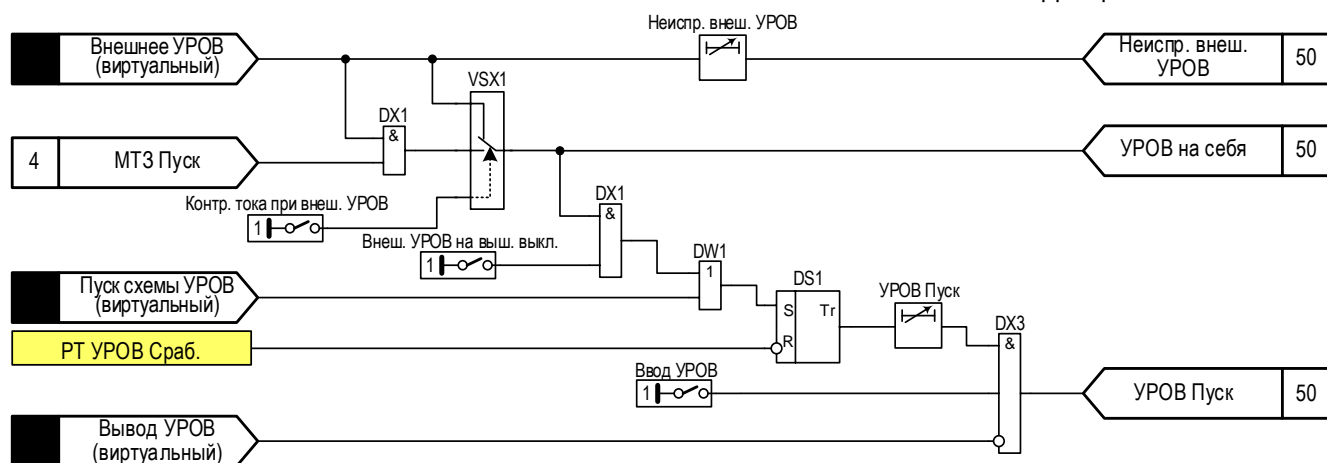 Неиспр. внеш. УРОВ
Внешнее УРОВ
(виртуальный)
Неиспр. внеш.
УРОВ
50
VSX1
DX1
&
4
МТЗ Пуск
УРОВ на себя
50
Контр. тока при внеш. УРОВ
1
DX1
&
Внеш. УРОВ на выш. выкл.
1
DW1
1
Пуск схемы УРОВ
(виртуальный)
DS1
S
Tr
R
УРОВ Пуск
DX3
&
РТ УРОВ Сраб.
Ввод УРОВ
1
УРОВ Пуск
50
Вывод УРОВ
(виртуальный)